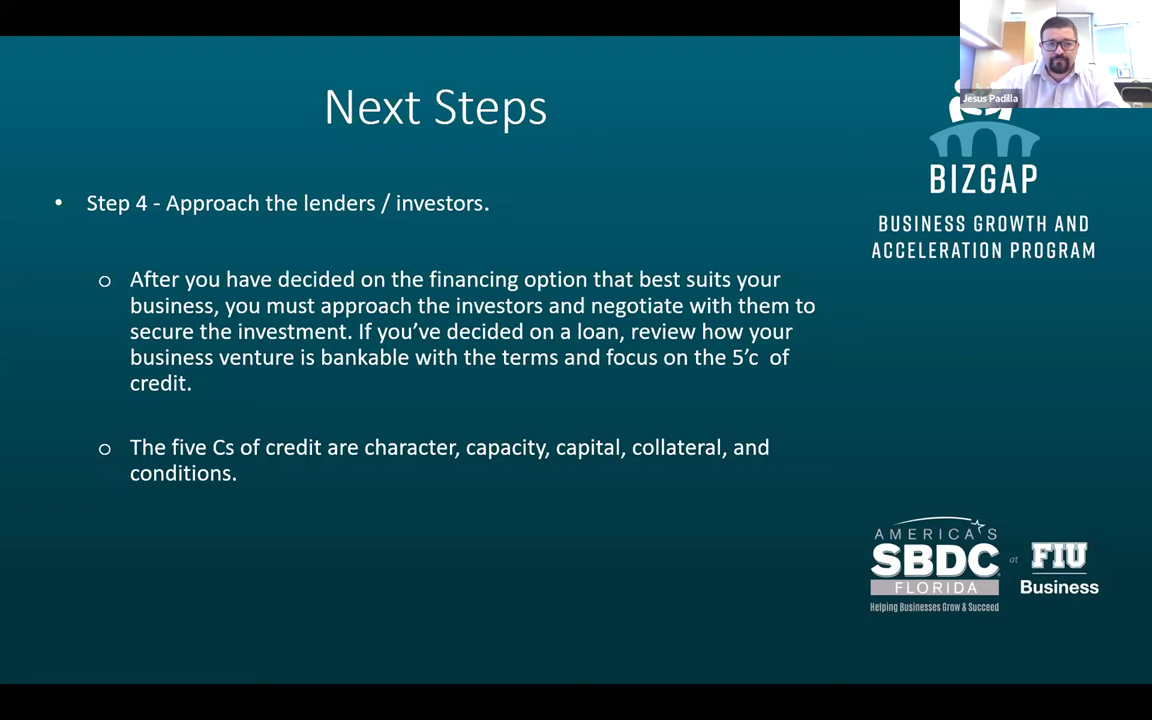 Next Steps
Jesus Padilla
• Step 4 - Approach the lenders / investors.
BIZGAP
BUSINESS GROWTH AND
ACCELERATION PROGRAM
o After you have decided on the financing option that best suits your
business, you must approach the investors and negotiate with them to
secure the investment. If you’ve decided on a loan, review how your
business venture is bankable with the terms and focus on the 5’c of
credit.
o The five Cs of credit are character, capacity, capital, collateral, and
conditions.
AMERICA'S
SBDC at FIU
FLORIDA Business
Helping Businesses Grow & Succeed